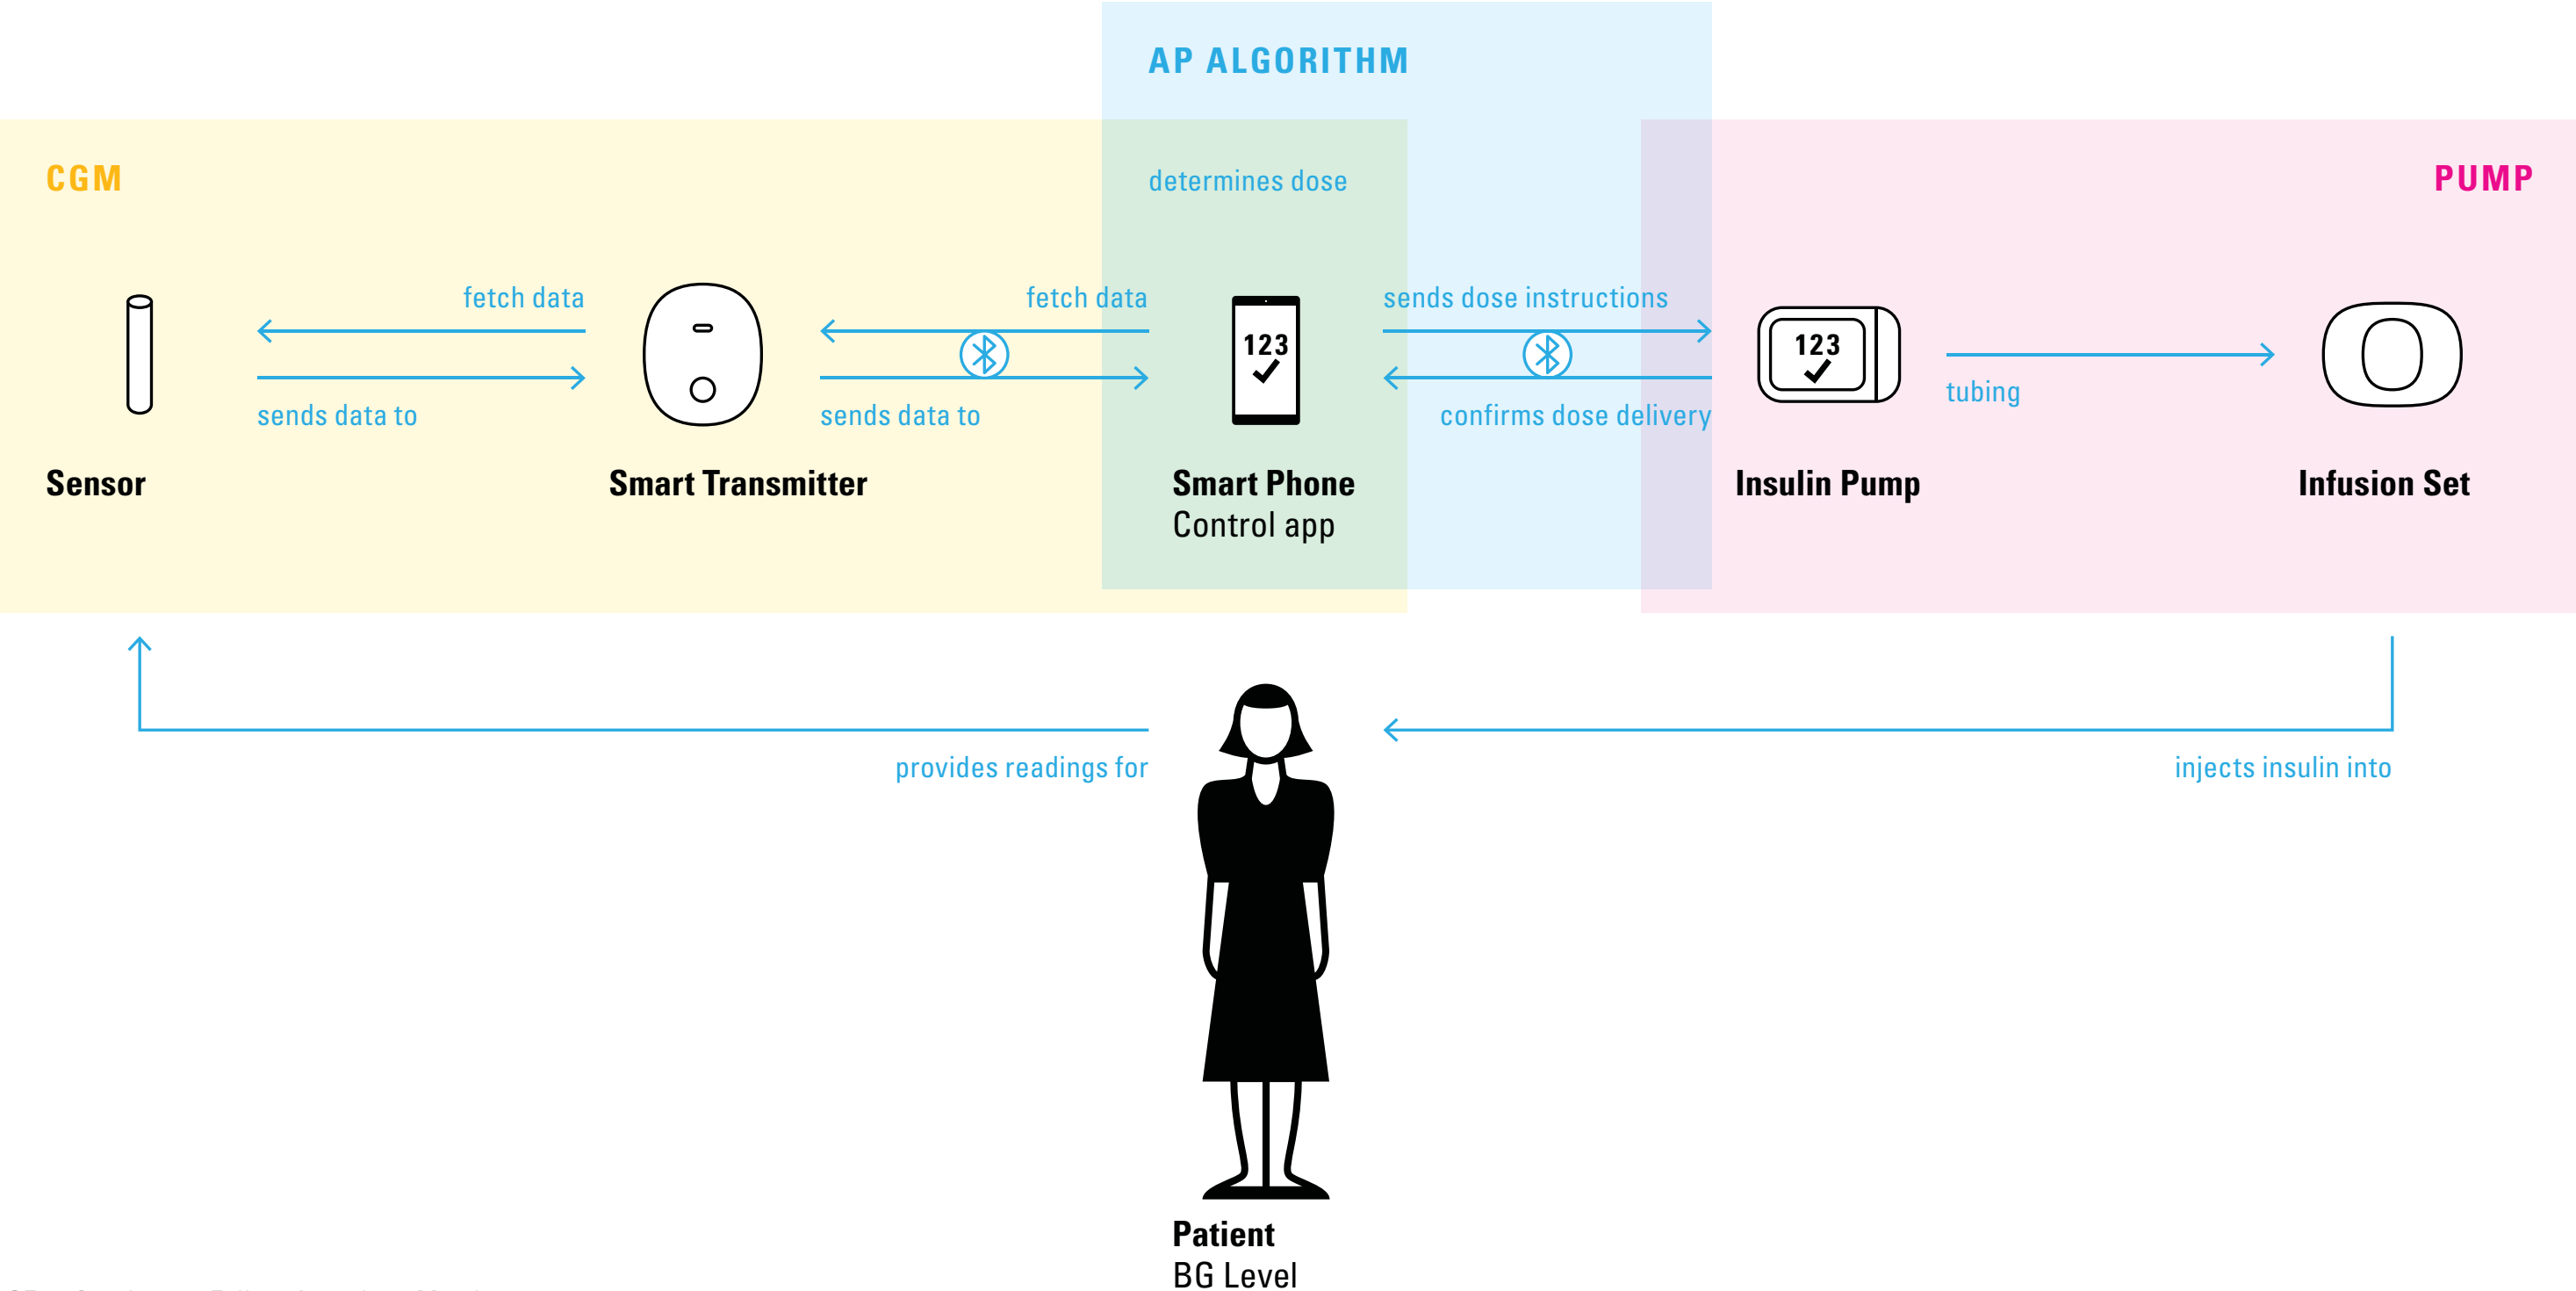 AP ALGORITHM
CGM
determines dose
PUMP
fetch data
fetch data
sends dose instructions
123
123
sends data to
sends data to
confirms dose delivery
tubing
Sensor
Smart Transmitter
Smart Phone
Control app
Insulin Pump
Infusion Set
provides readings for
injects insulin into
Patient
BG Level